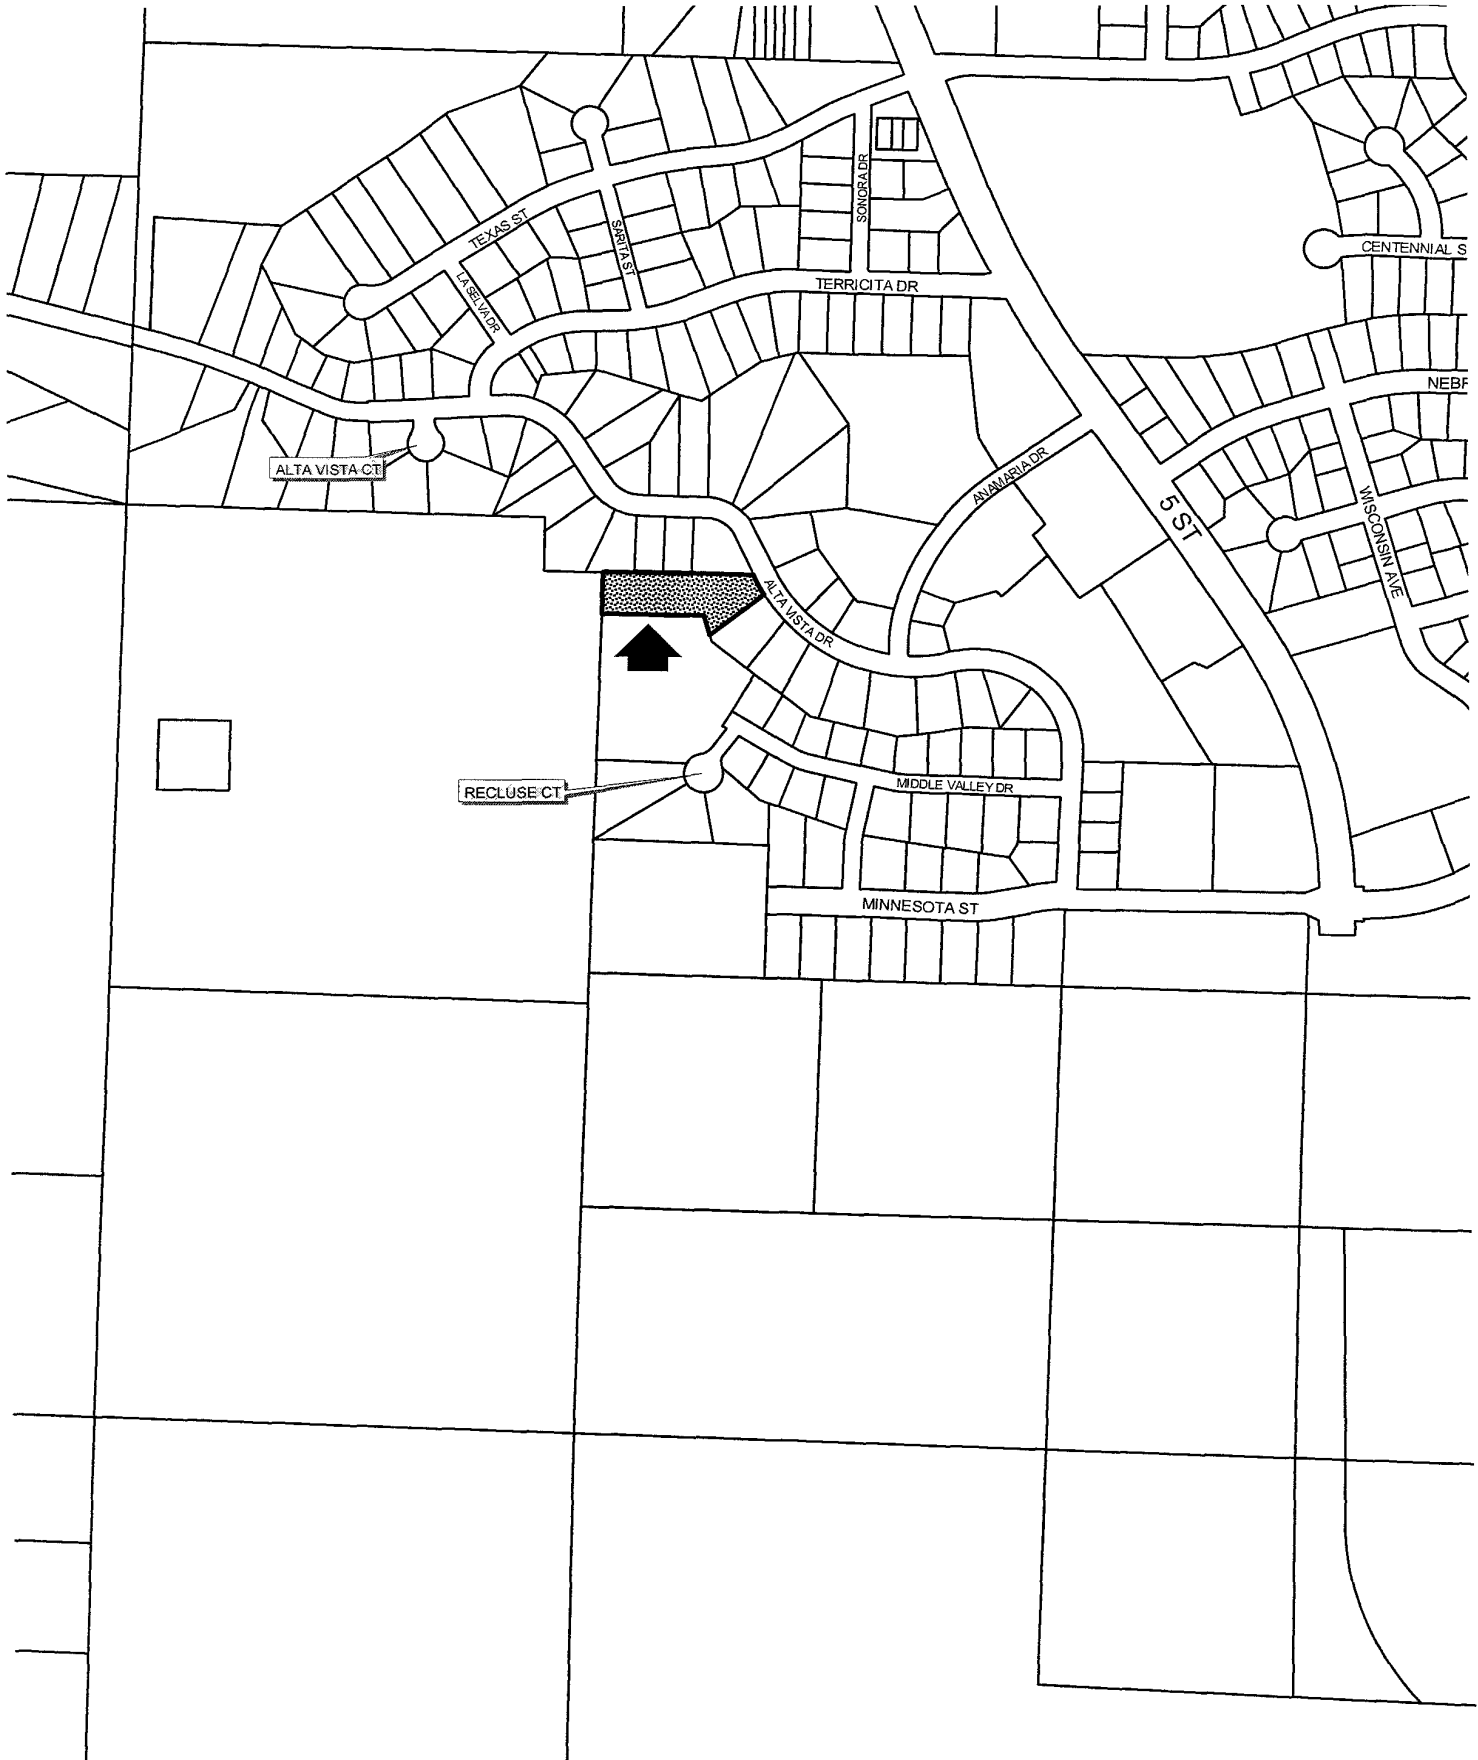 SONORA DR
TEXAS ST
SARITA ST
CENTENNIAL S
LA SELVA DR
TERRICITA DR
NEBR
ALTA VISTA CT
ANAMARIA DR
5 ST
WISCONSIN AVE
ALTA VISTA DR
RECLUSE CT
MIDDLE VALLEY DR
MINNESOTA ST